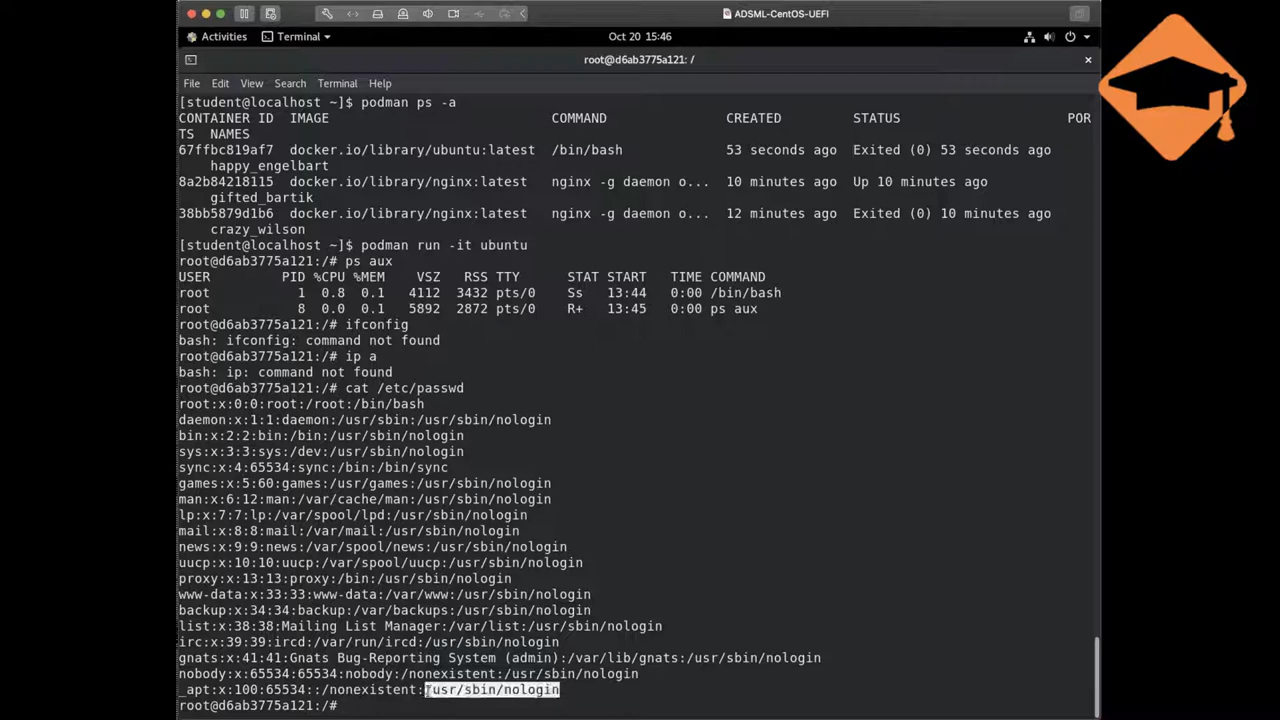 ADSML-CentOS-UEFI
Activities Terminal Oct 20 15:46
root@d6ab3775a121: /
File Edit View Search Terminal Help
[student@localhost ~]$ podman ps -a
CONTAINER ID IMAGE COMMAND CREATED STATUS POR
TS NAMES
67ffbc819af7 docker.io/library/ubuntu:latest /bin/bash 53 seconds ago Exited (0) 53 seconds ago
happy_engelbart
8a2b84218115 docker.io/library/nginx:latest nginx -g daemon o... 10 minutes ago Up 10 minutes ago
gifted_bartik
38bb5879d1b6 docker.io/library/nginx:latest nginx -g daemon o... 12 minutes ago Exited (0) 10 minutes ago
crazy_wilson
[student@localhost ~]$ podman run -it ubuntu
root@d6ab3775a121:/# ps aux
USER PID %CPU %MEM VSZ RSS TTY STAT START TIME COMMAND
root 1 0.8 0.1 4112 3432 pts/0 Ss 13:44 0:00 /bin/bash
root 8 0.0 0.1 5892 2872 pts/0 R+ 13:45 0:00 ps aux
root@d6ab3775a121:/# ifconfig
bash: ifconfig: command not found
root@d6ab3775a121:/# ip a
bash: ip: command not found
root@d6ab3775a121:/# cat /etc/passwd
root:x:0:0:root:/root:/bin/bash
daemon:x:1:1:daemon:/usr/sbin:/usr/sbin/nologin
bin:x:2:2:bin:/bin:/usr/sbin/nologin
sys:x:3:3:sys:/dev:/usr/sbin/nologin
sync:x:4:65534:sync:/bin:/bin/sync
games:x:5:60:games:/usr/games:/usr/sbin/nologin
man:x:6:12:man:/var/cache/man:/usr/sbin/nologin
lp:x:7:7:lp:/var/spool/lpd:/usr/sbin/nologin
mail:x:8:8:mail:/var/mail:/usr/sbin/nologin
news:x:9:9:news:/var/spool/news:/usr/sbin/nologin
uucp:x:10:10:uucp:/var/spool/uucp:/usr/sbin/nologin
proxy:x:13:13:proxy:/bin:/usr/sbin/nologin
www-data:x:33:33:www-data:/var/www:/usr/sbin/nologin
backup:x:34:34:backup:/var/backups:/usr/sbin/nologin
list:x:38:38:Mailing List Manager:/var/list:/usr/sbin/nologin
irc:x:39:39:ircd:/var/run/ircd:/usr/sbin/nologin
gnats:x:41:41:Gnats Bug-Reporting System (admin):/var/lib/gnats:/usr/sbin/nologin
nobody:x:65534:65534:nobody:/nonexistent:/usr/sbin/nologin
_apt:x:100:65534::/nonexistent:/usr/sbin/nologin
root@d6ab3775a121:/#